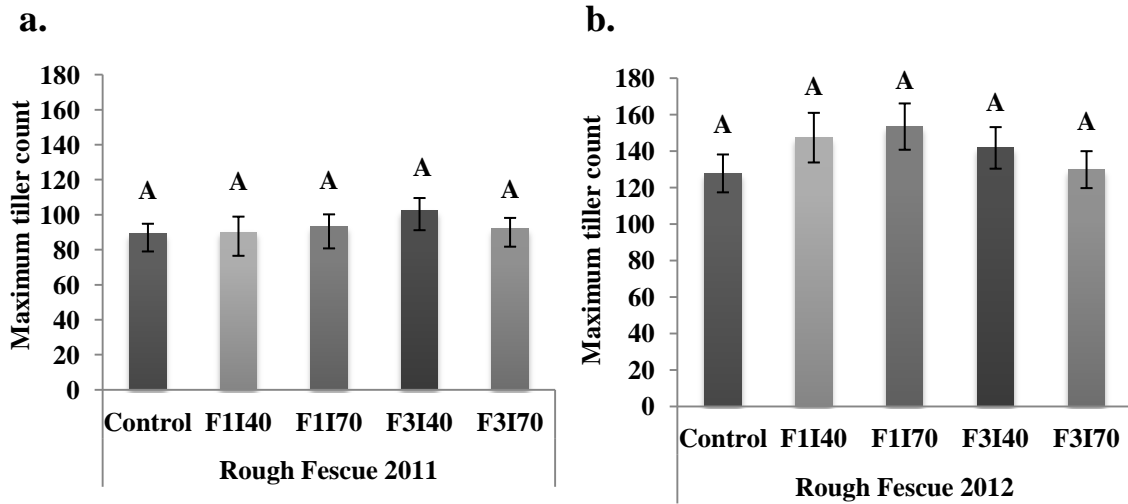 a.
Maximum tiller count
180
160
140
120
100
80
60
40
20
0
A A A A A
Control F1I40 F1I70 F3I40 F3I70
Rough Fescue 2011
b.
Maximum tiller count
180
160
140
120
100
80
60
40
20
0
A A A A A
Control F1I40 F1I70 F3I40 F3I70
Rough Fescue 2012